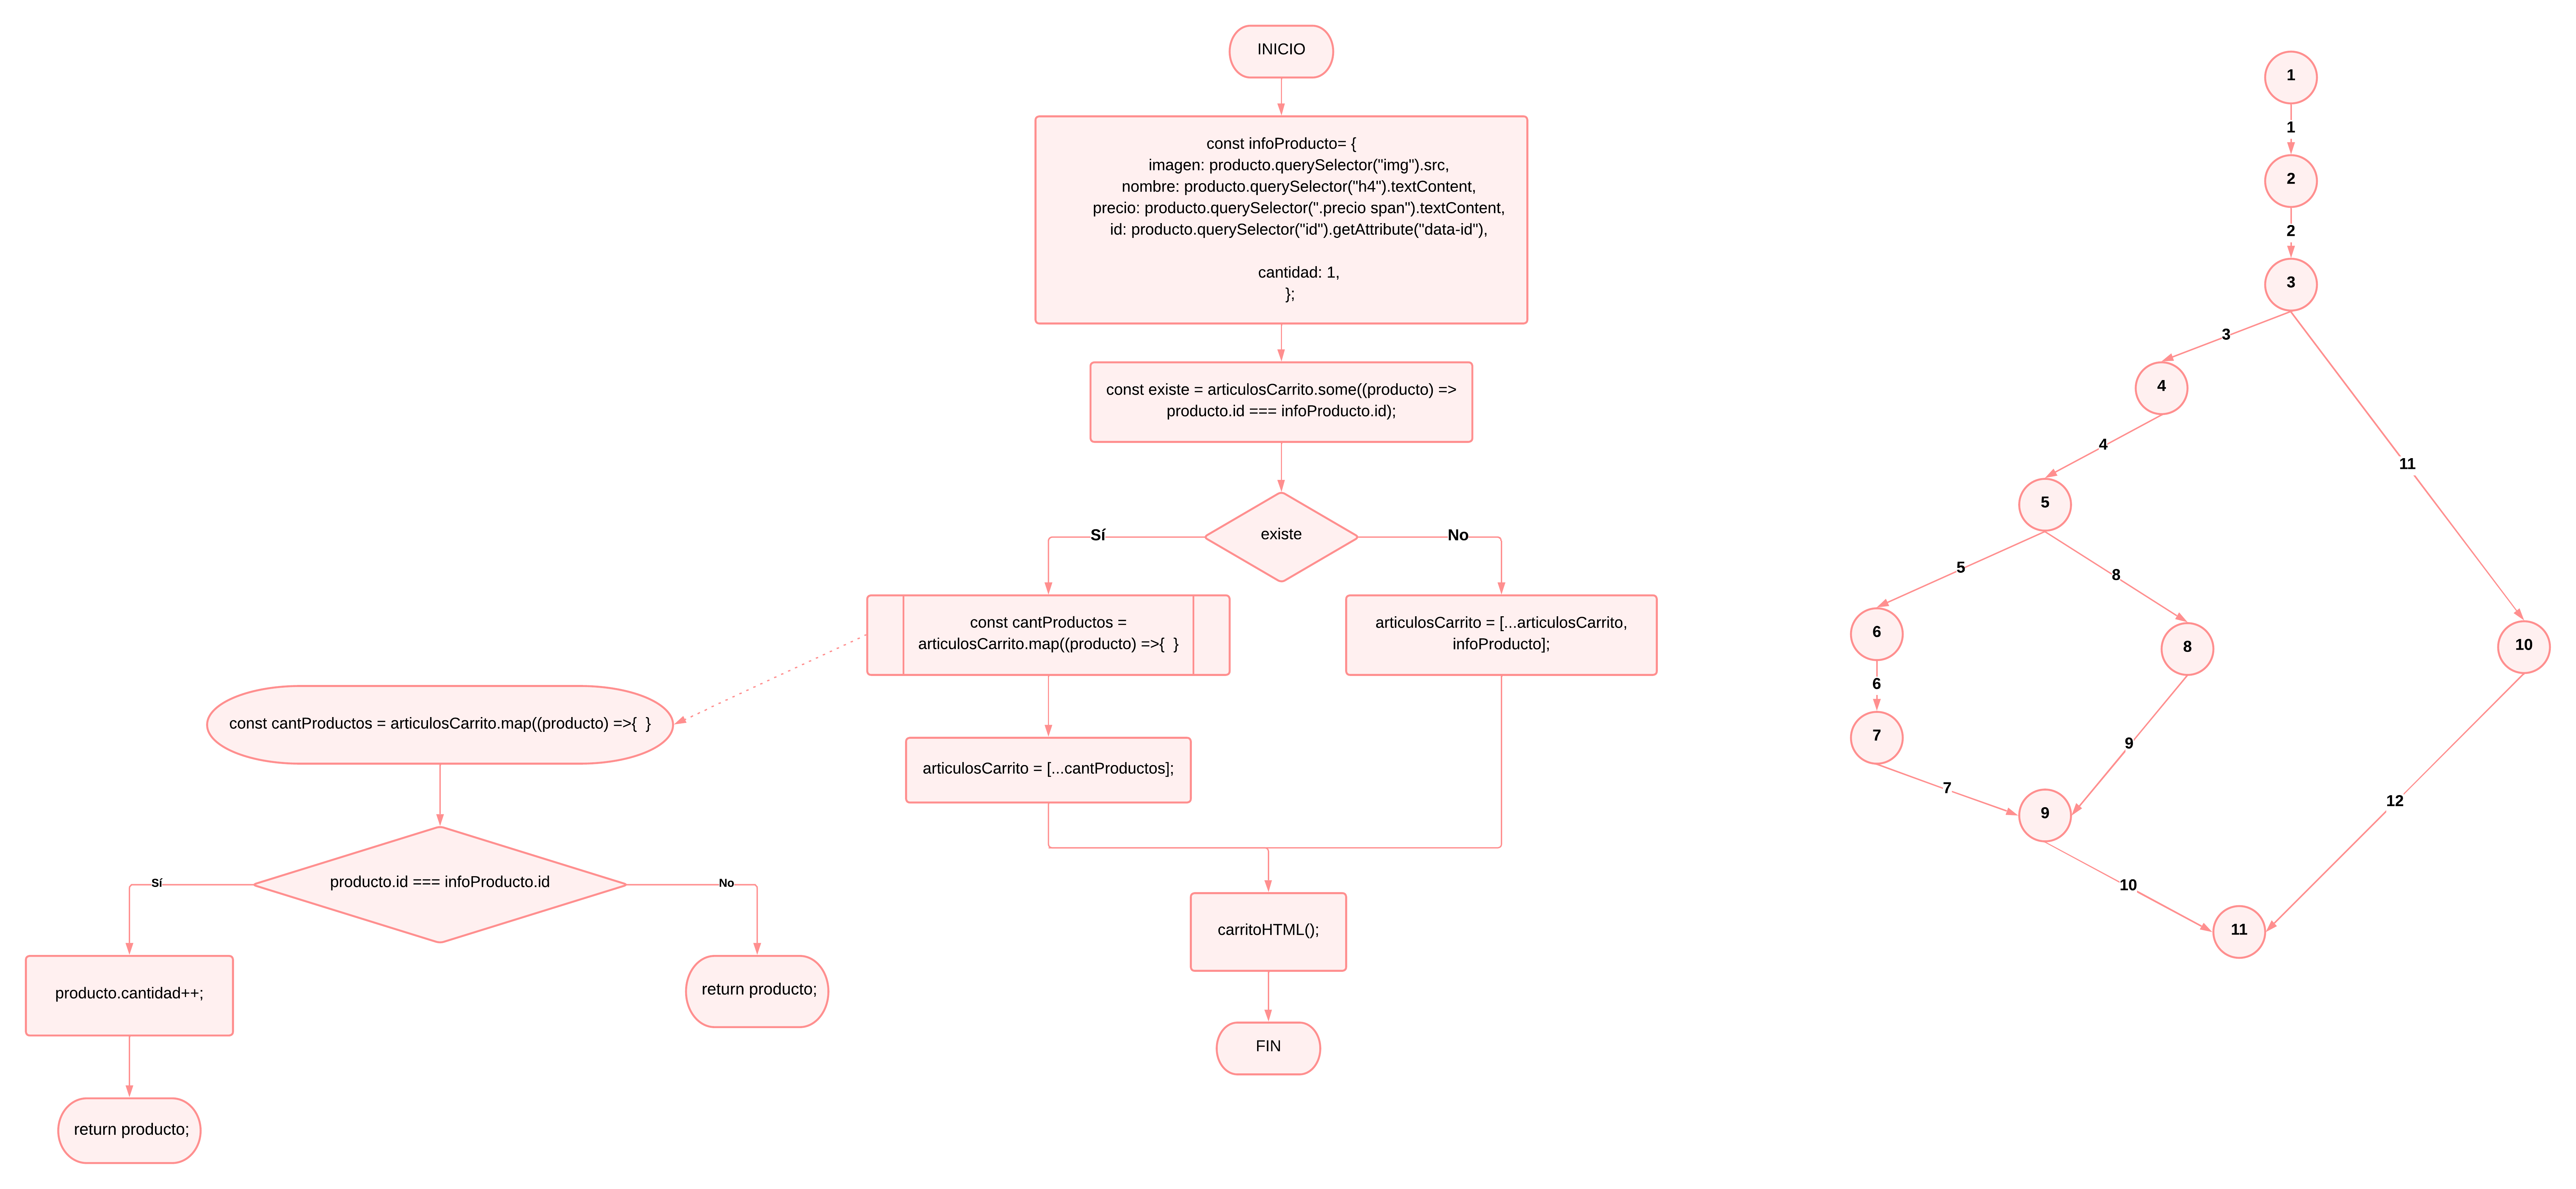 INICIO
const infoProducto= {
imagen: producto.querySelector("img").src,
nombre: producto.querySelector("h4").textContent,
precio: producto.querySelector(".precio span").textContent,
id: producto.querySelector("id").getAttribute("data-id"),
cantidad: 1,
};
const existe = articulosCarrito.some((producto) =>
producto.id === infoProducto.id);
existe
Sí
No
const cantProductos =
articulosCarrito.map((producto) =>{  }
articulosCarrito = [...articulosCarrito,
infoProducto];
const cantProductos = articulosCarrito.map((producto) =>{  }
articulosCarrito = [...cantProductos];
producto.id === infoProducto.id
Sí
No
producto.cantidad++;
return producto;
return producto;
carritoHTML();
FIN
1
1
2
2
3
3
11
4
4
5
5
8
6
8
10
6
7
9
7
12
9
10
11